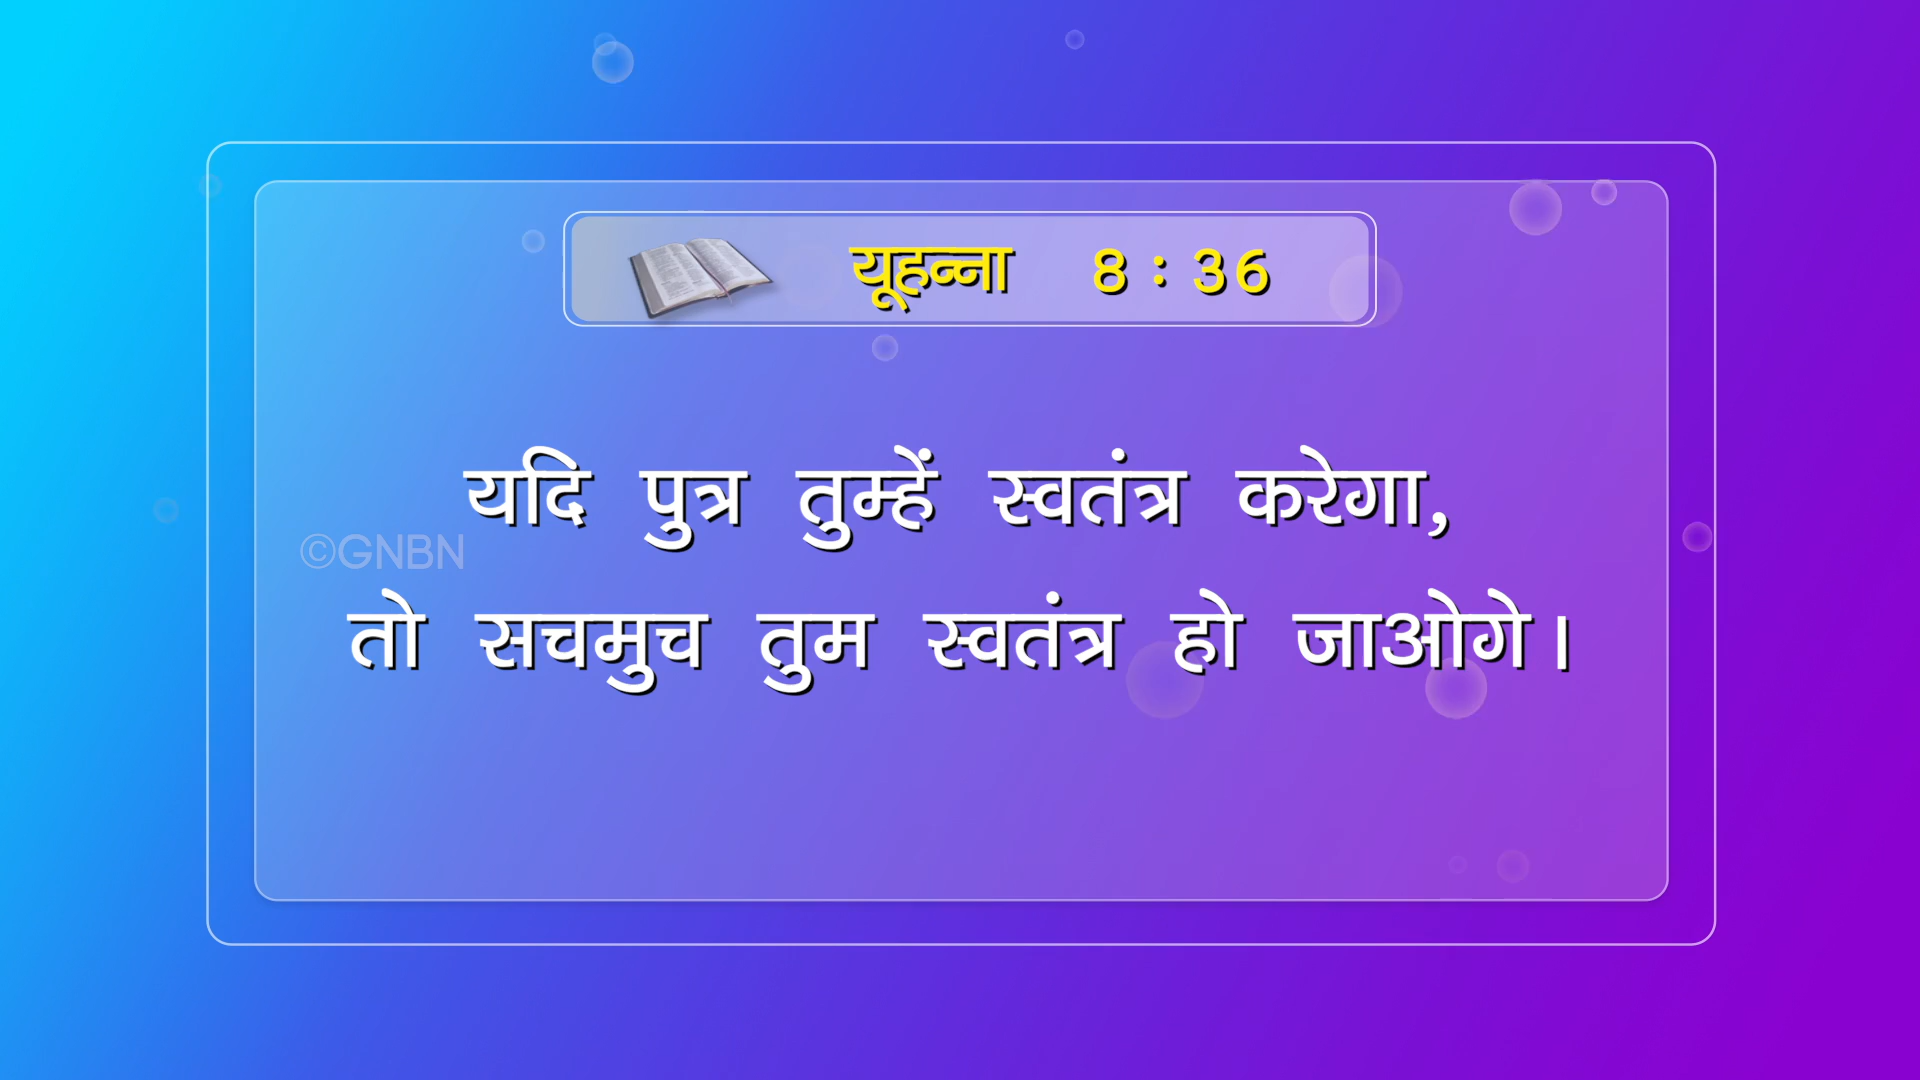 यूहन्ना 8 : 36
यदि पुत्र तुम्हें स्वतंत्र करेगा,
©GNBN
तो सचमुच तुम स्वतंत्र हो जाओगे।